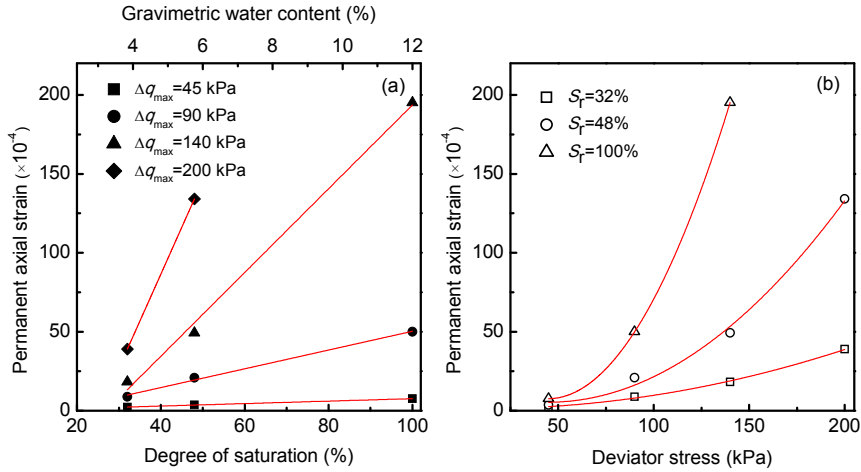 Gravimetric water content (%)
4 6 8 10 12
(a)
Δqmax=45 kPa
Δqmax=90 kPa
Δqmax=140 kPa
Δqmax=200 kPa
200
150
100
50
0
Permanent axial strain (×10-4)
20 40 60 80 100
Degree of saturation (%)
(b)
Sr=32%
Sr=48%
Sr=100%
200
150
100
50
0
Permanent axial strain (×10-4)
50 100 150 200
Deviator stress (kPa)